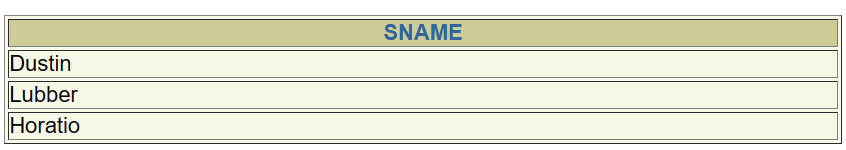 SNAME
Dustin
Lubber
Horatio